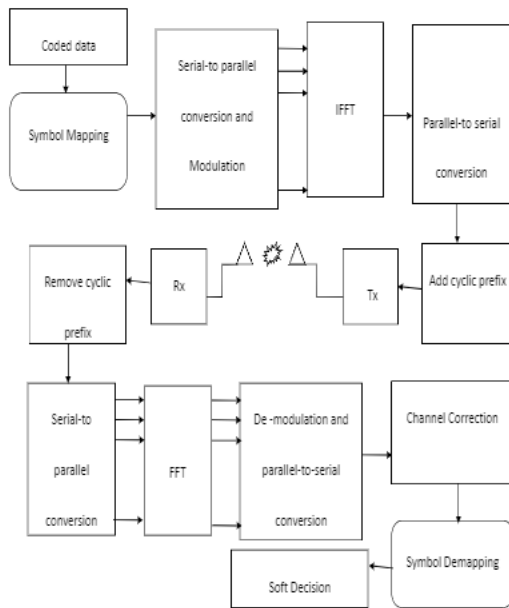 Coded data
Symbol Mapping
Serial-to parallel
conversion and
Modulation
IFFT
Parallel-to serial
conversion
Add cyclic prefix
Tx
Rx
Remove cyclic
prefix
Serial-to
parallel
conversion
FFT
De -modulation and
parallel-to-serial
conversion
Channel Correction
Symbol Demapping
Soft Decision